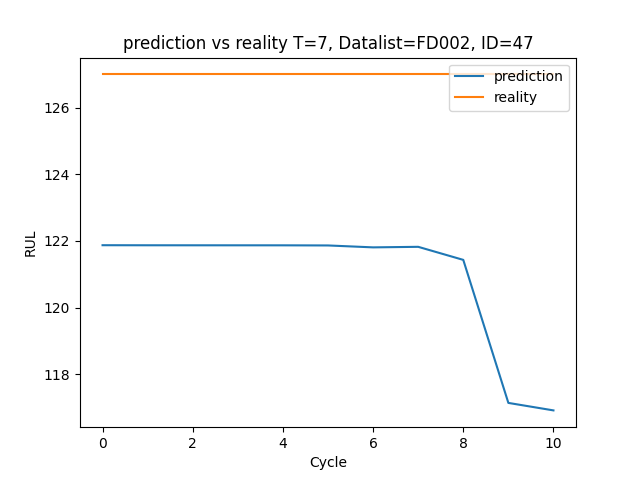 prediction vs reality T=7, Datalist=FD002, ID=47
prediction
reality
RUL
126
124
122
120
118
0 2 4 6 8 10
Cycle